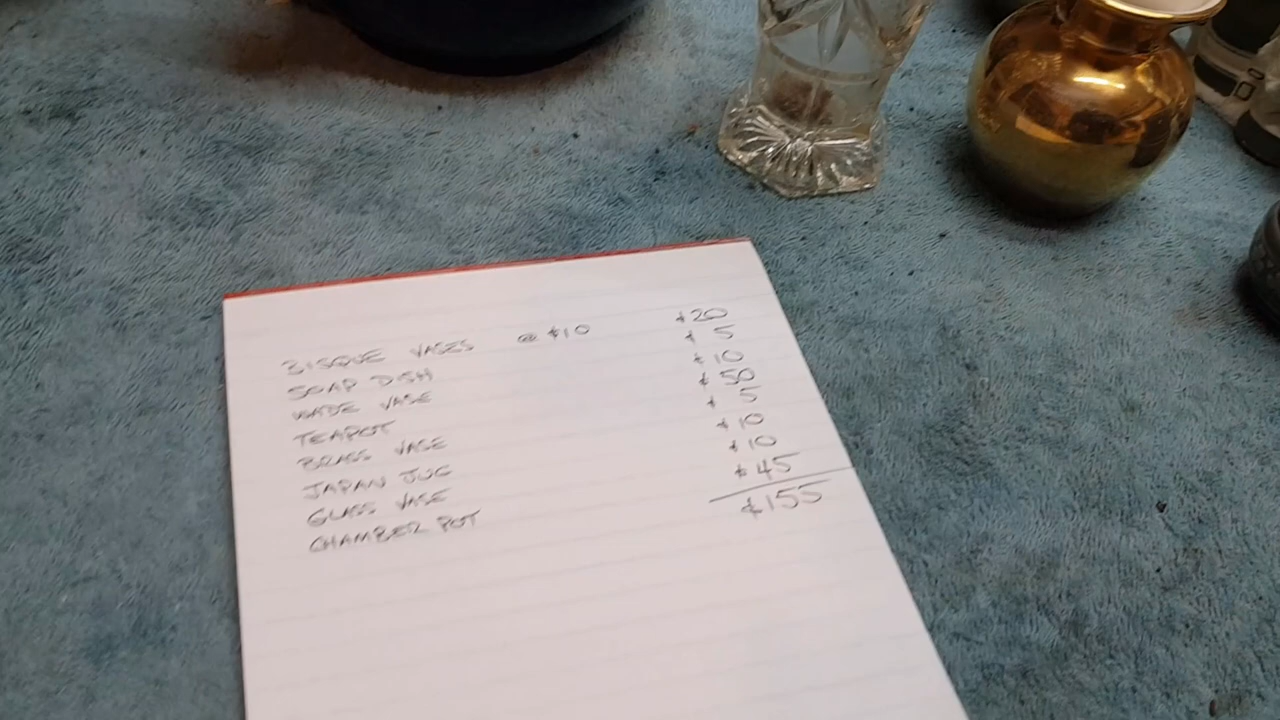 BISQUE VASES @ $10 $20
SOAP DISH $ 5
WADE VASE $ 10
TEAPOT $ 50
BRASS VASE $ 5
JAPAN JUG $ 10
GLASS VASE $ 10
CHAMBER POT $ 45
$155